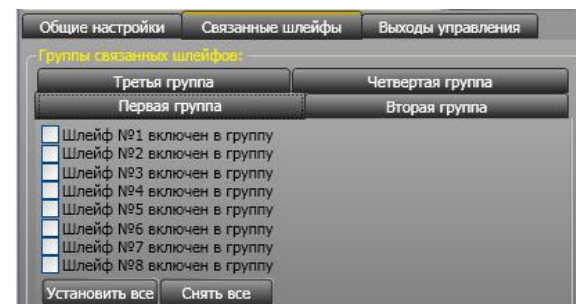 Общие настройки Связанные шлейфы Выходы управления
Группы связанных шлейфов:
Третья группа Четвертая группа
Первая группа Вторая группа
Шлейф №1 включен в группу
Шлейф №2 включен в группу
Шлейф №3 включен в группу
Шлейф №4 включен в группу
Шлейф №5 включен в группу
Шлейф №6 включен в группу
Шлейф №7 включен в группу
Шлейф №8 включен в группу
Установить все Снять все